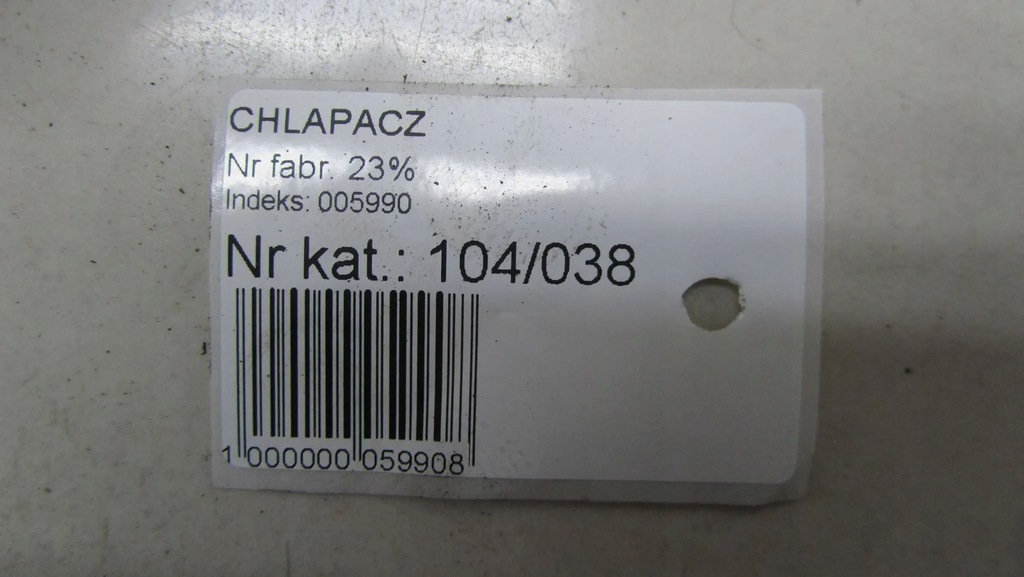 CHLAPACZ
Nr fabr. 23%
Indeks: 005990
Nr kat.: 104/038
1 000000 059908